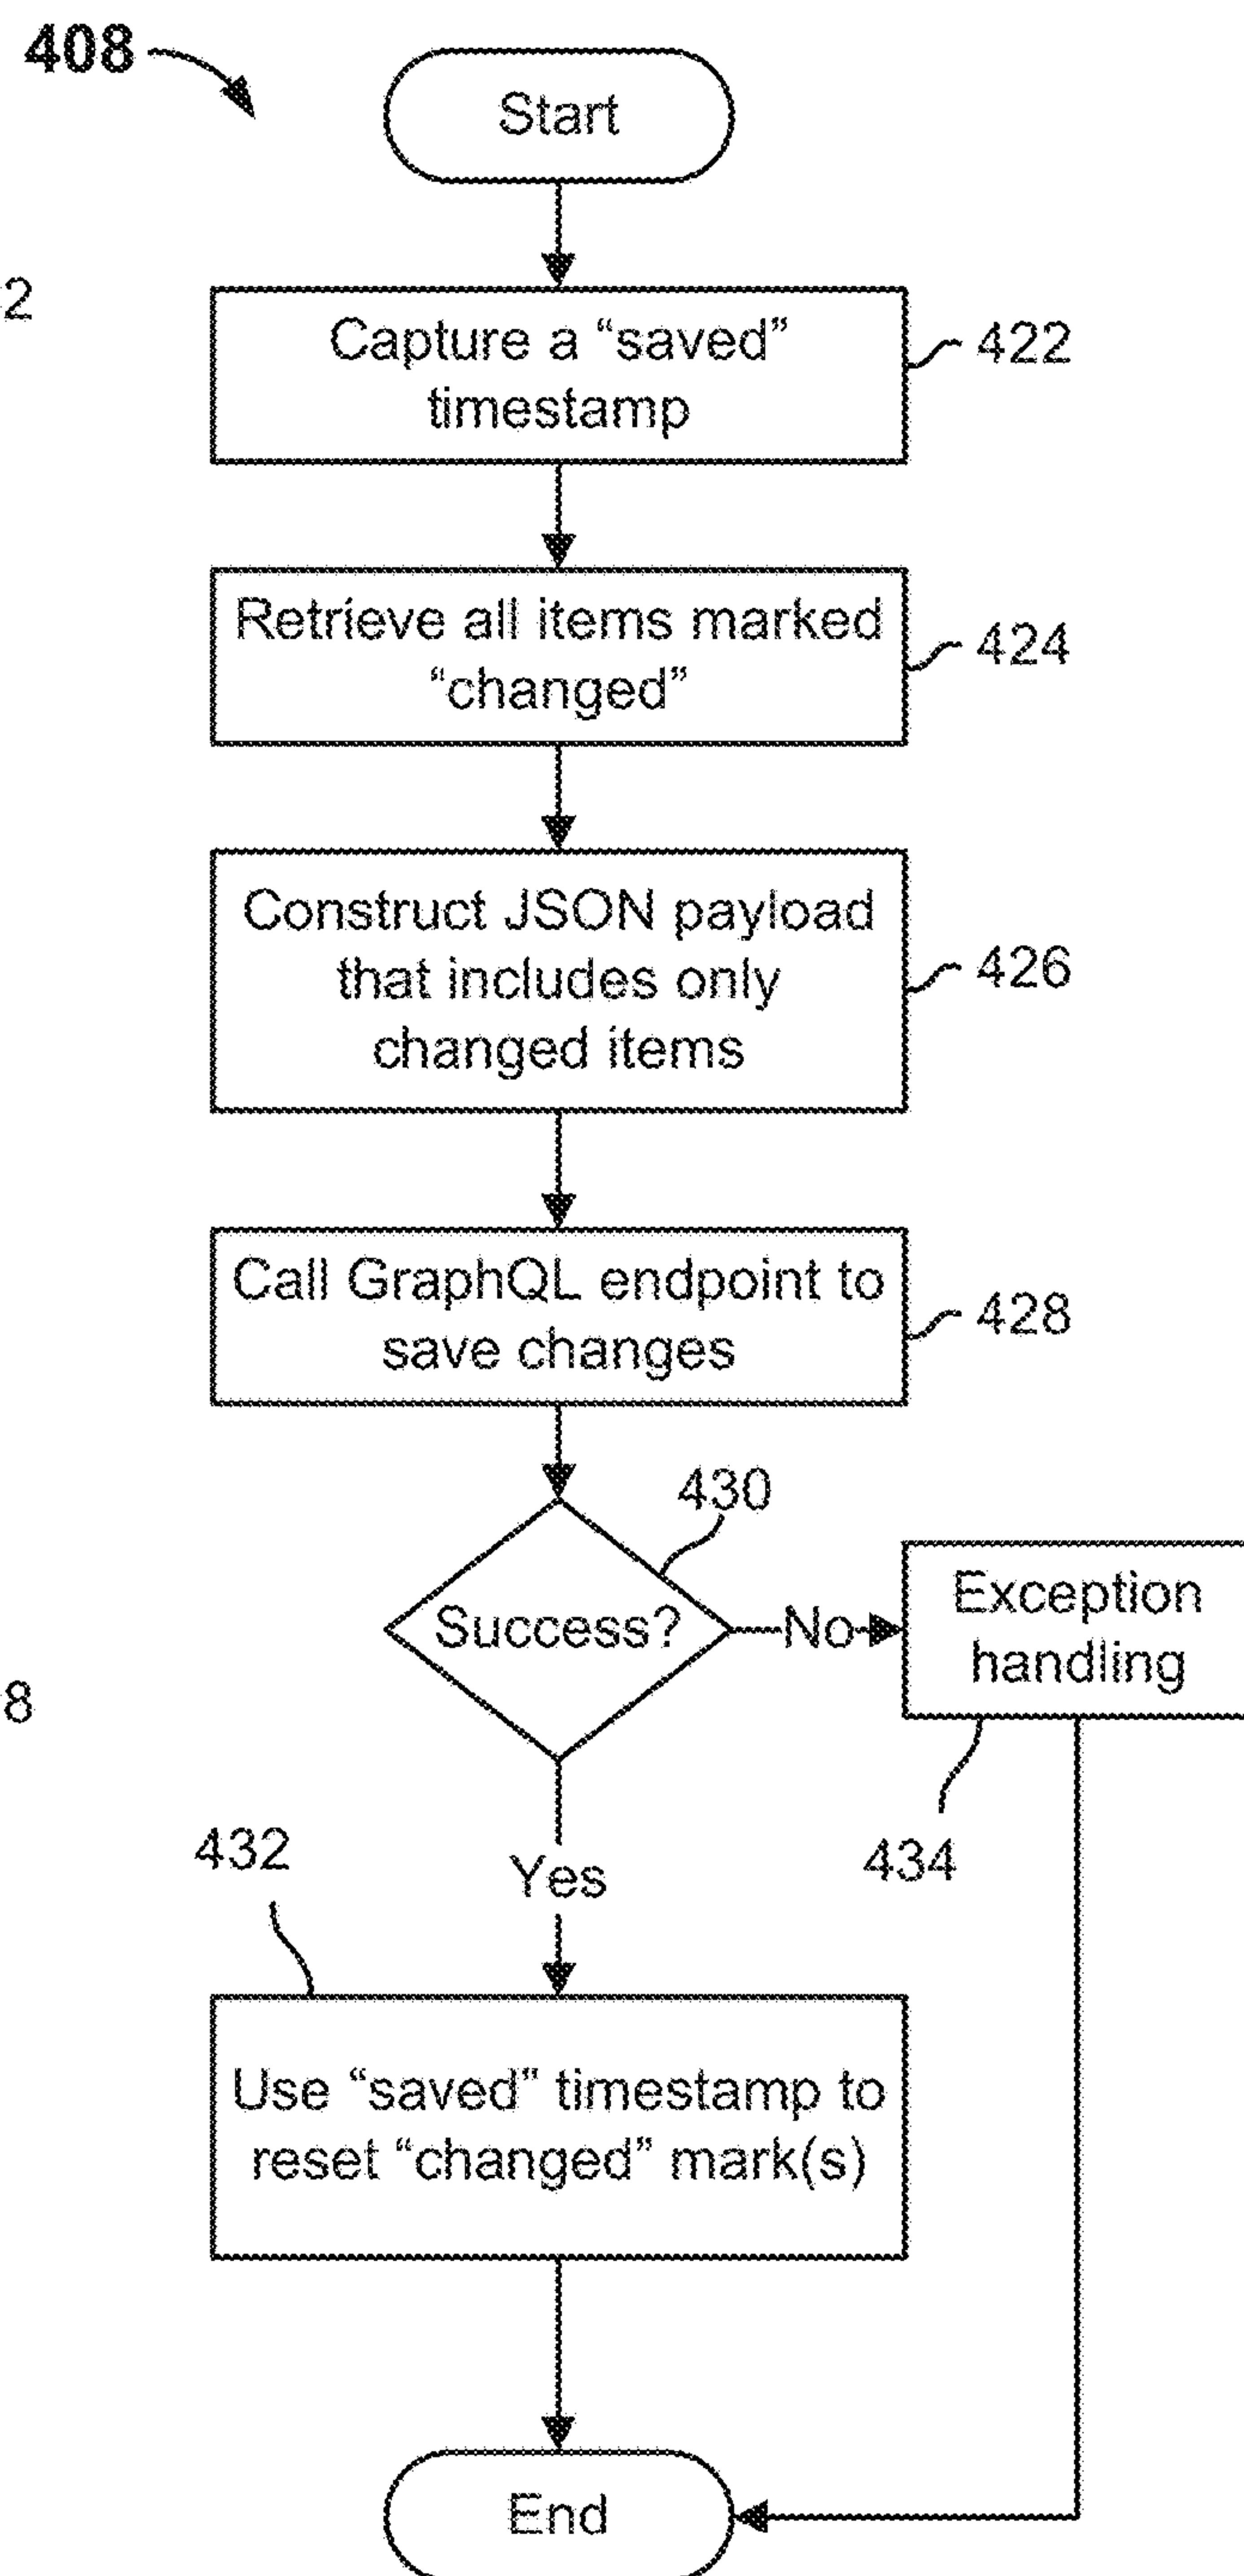 408
Start
2
Capture a “saved”
timestamp
422
Retrieve all items marked
“changed”
424
Construct JSON payload
that includes only
changed items
426
Call GraphQL endpoint to
save changes
428
430
Success?
No
Exception
handling
8
432
Yes
434
Use “saved” timestamp to
reset “changed” mark(s)
End